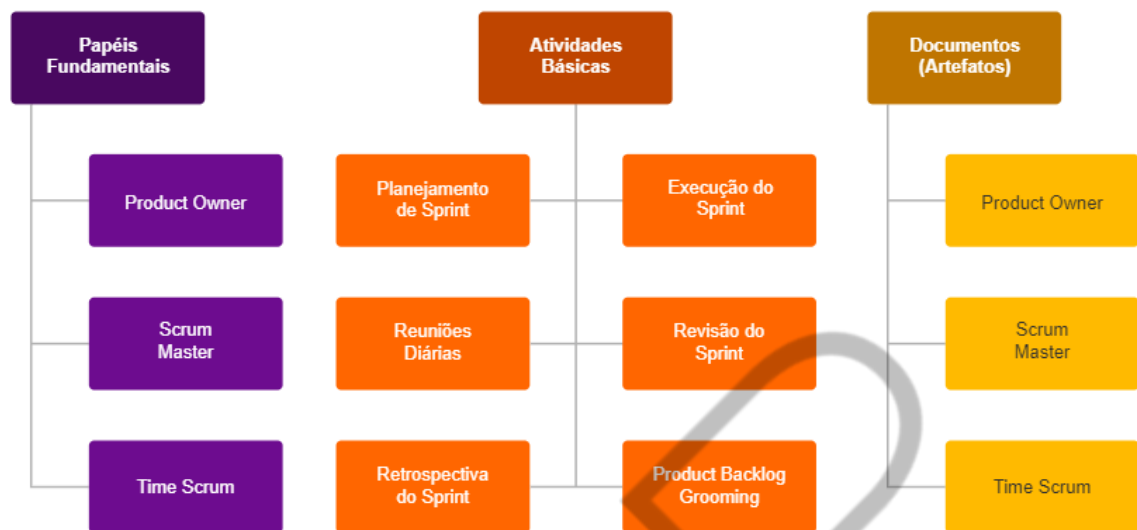 Papéis
Fundamentais
Product Owner
Scrum
Master
Time Scrum
Atividades
Básicas
Planejamento
de Sprint
Execução do
Sprint
Reuniões
Diárias
Revisão do
Sprint
Retrospectiva
do Sprint
Product Backlog
Grooming
Documentos
(Artefatos)
Product Owner
Scrum
Master
Time Scrum